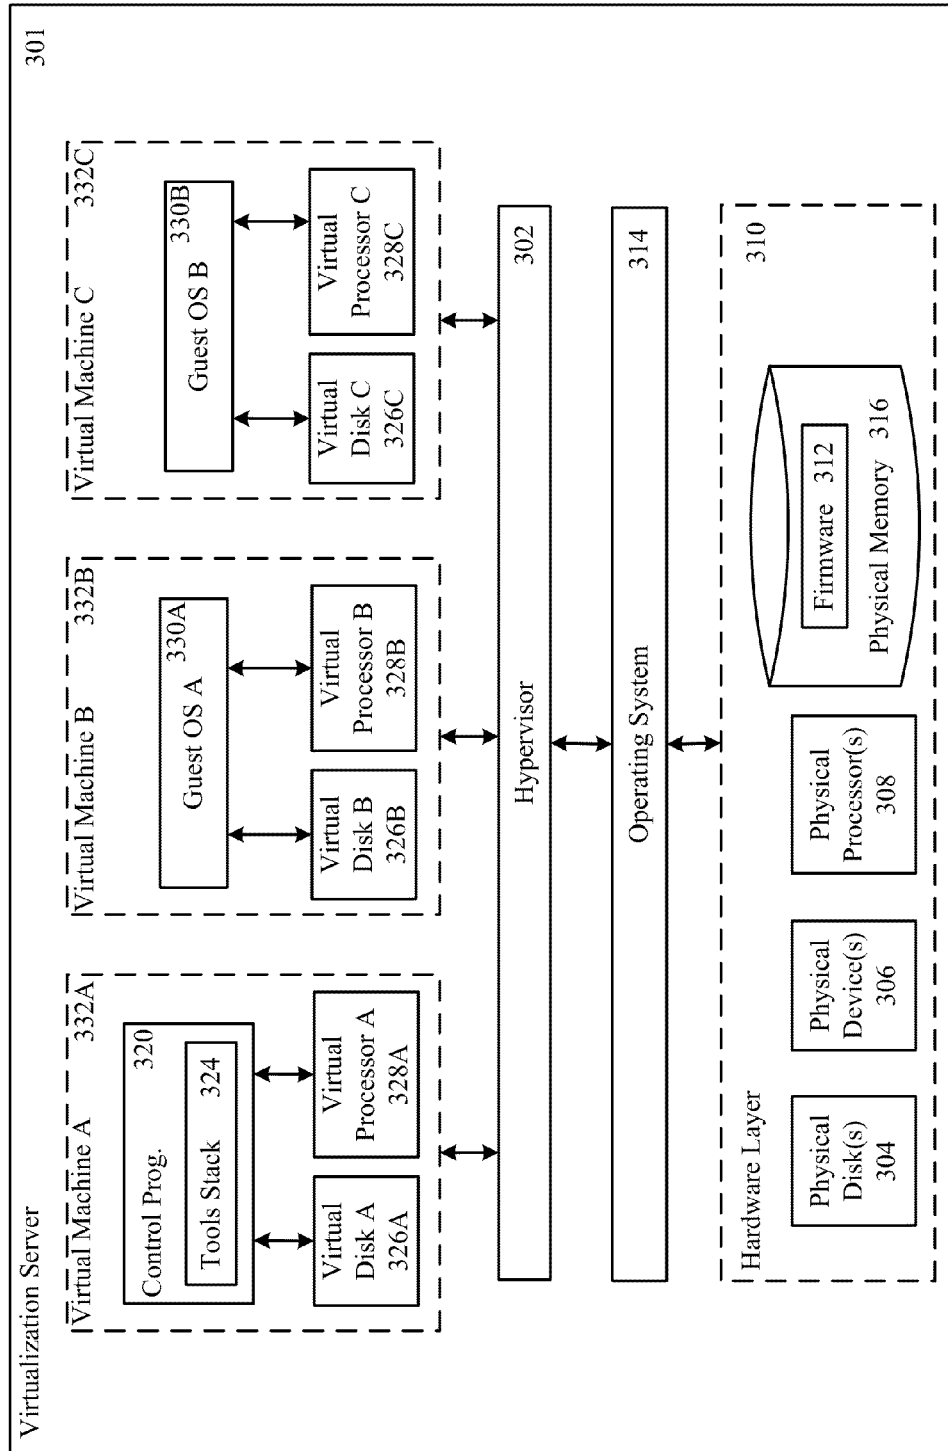 Virtualization Server
301
Virtual Machine A
332A
Control Prog.
320
Tools Stack
324
Virtual
Disk A
326A
Virtual
Processor A
328A
Virtual Machine B
332B
Guest OS A
330A
Virtual
Disk B
326B
Virtual
Processor B
328B
Virtual Machine C
332C
Guest OS B
330B
Virtual
Disk C
326C
Virtual
Processor C
328C
Hypervisor
302
Operating System
314
Hardware Layer
310
Physical
Disk(s)
304
Physical
Device(s)
306
Physical
Processor(s)
308
Firmware 312
Physical Memory 316